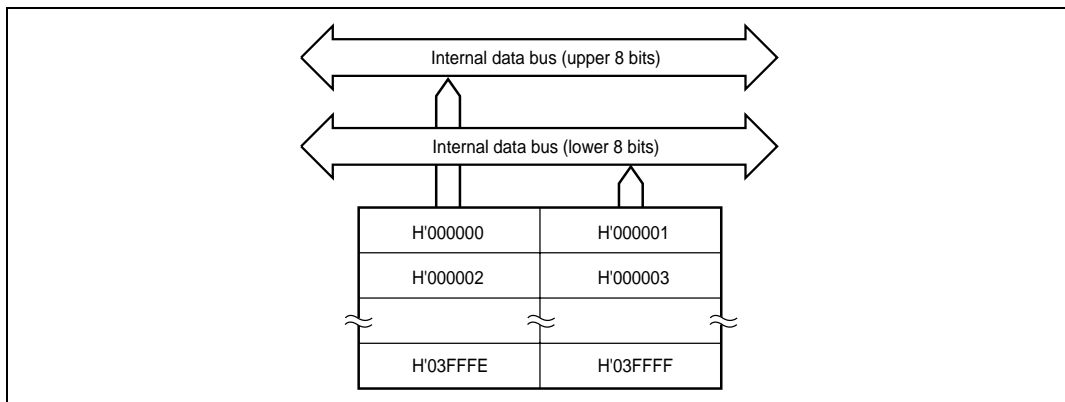 Internal data bus (upper 8 bits)
Internal data bus (lower 8 bits)
H'000000 H'000001
H'000002 H'000003
H'03FFFE H'03FFFF